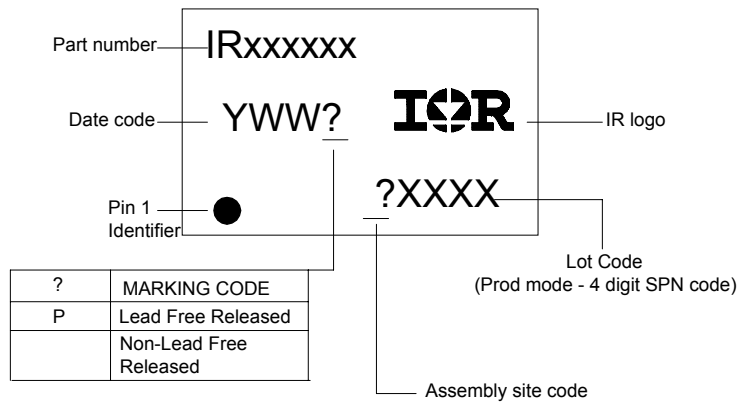 Part number
IRxxxxxx
Date code
YWW?
IOR
IR logo
Pin 1
Identifier
?XXXX
Lot Code
(Prod mode - 4 digit SPN code)
? MARKING CODE
P Lead Free Released
Non-Lead Free
Released
Assembly site code